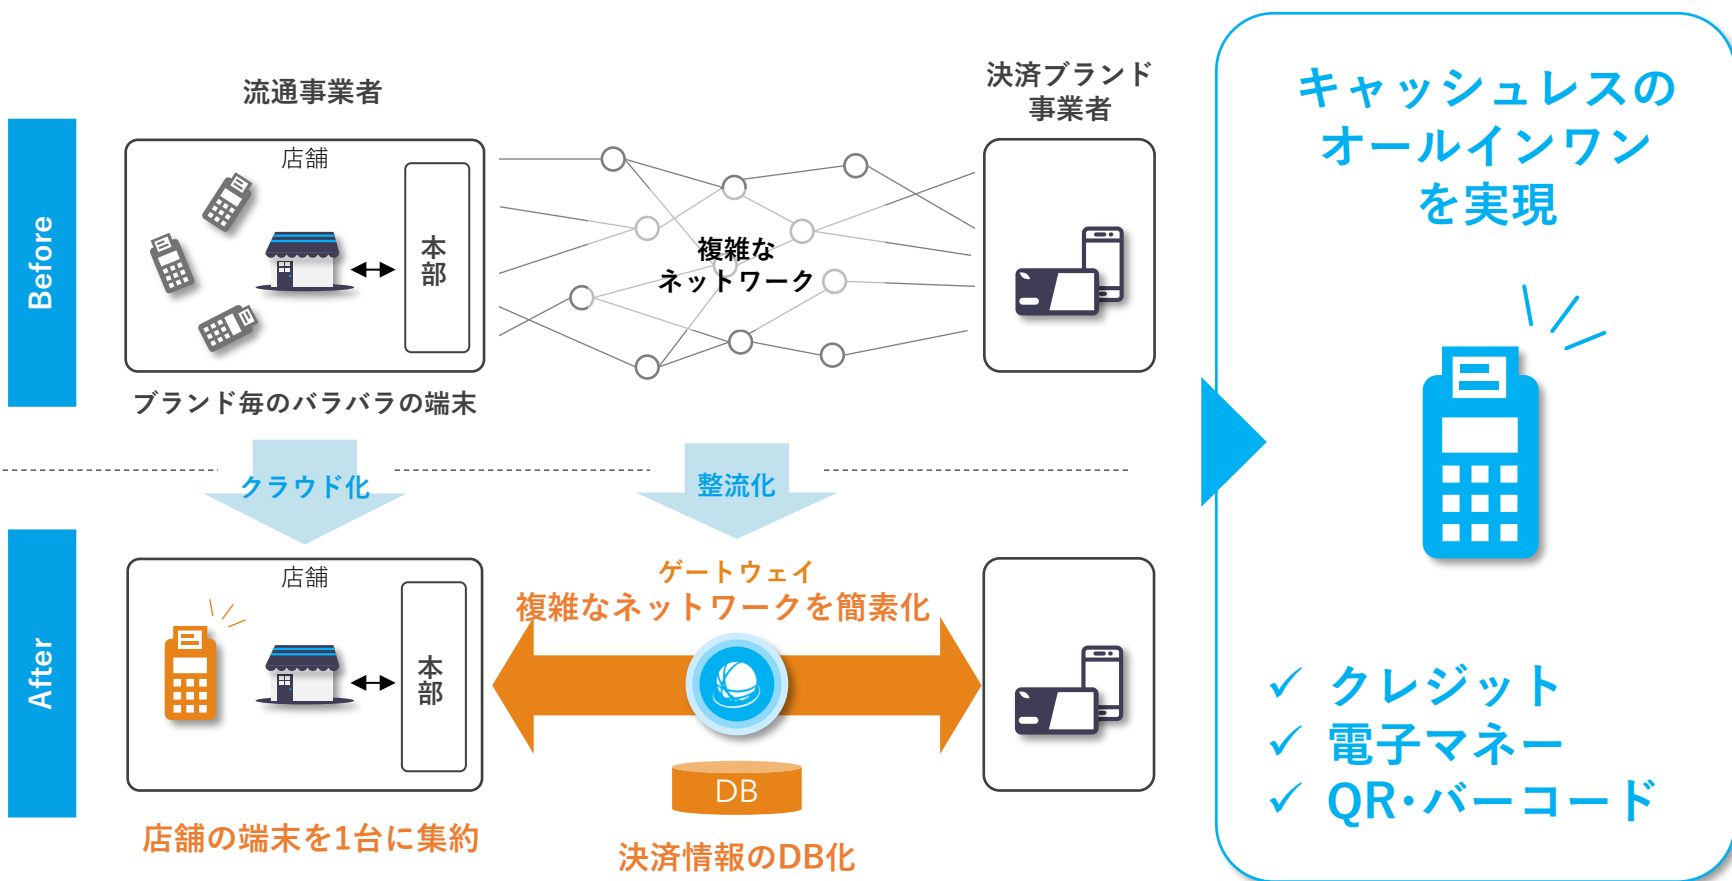 流通事業者
決済ブランド
事業者
Before
店舗
本部
複雑な
ネットワーク
ブランド毎のバラバラの端末
クラウド化
整流化
After
店舗
本部
ゲートウェイ
複雑なネットワークを簡素化
DB
店舗の端末を1台に集約
決済情報のDB化
キャッシュレスの
オールインワン
を実現
✓ クレジット
✓ 電子マネー
✓ QR・バーコード